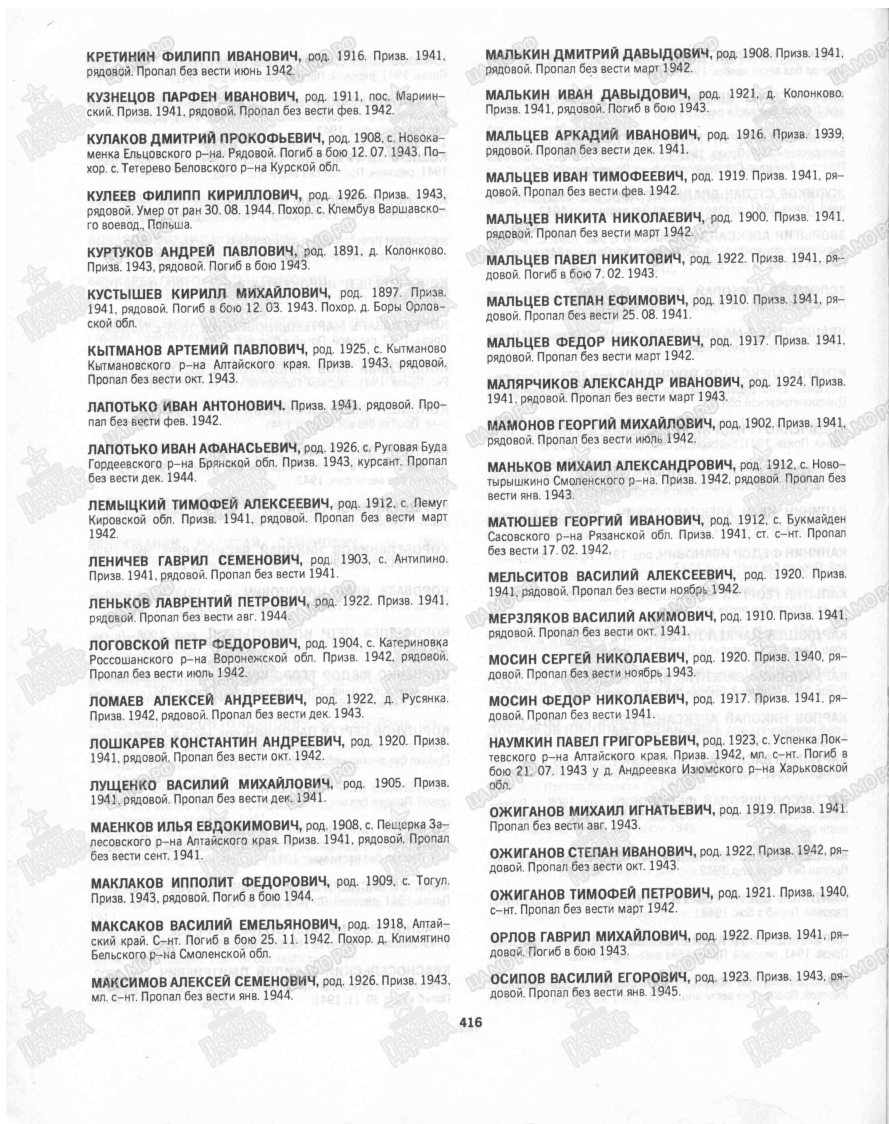 КРЕТИНИН ФИЛИПП ИВАНОВИЧ, род. 1916. Призв. 1941,
рядовой. Пропал без вести июнь 1942.
КУЗНЕЦОВ ПАРФЕН ИВАНОВИЧ, род. 1911, пос. Мариин-
ский. Призв. 1941, рядовой. Пропал без вести фев. 1942.
КУЛАКОВ ДМИТРИЙ ПРОКОФЬЕВИЧ, род. 1908, с. Новока-
менка Ельцовского р-на. Рядовой. Погиб в бою 12. 07. 1943. По-
хор. с. Тетерево Беловского р-на Курской обл.
КУЛЕЕВ ФИЛИПП КИРИЛЛОВИЧ, род. 1926. Призв. 1943,
рядовой. Умер от ран 30. 08. 1944. Похор. с. Клембув Варшавско-
го воевод., Польша.
КУРТУКОВ АНДРЕЙ ПАВЛОВИЧ, род. 1891, д. Колонково.
Призв. 1943, рядовой. Погиб в бою 1943.
КУСТЫШЕВ КИРИЛЛ МИХАЙЛОВИЧ, род. 1897. Призв.
1941, рядовой. Погиб в бою 12. 03. 1943. Похор. д. Боры Орлов-
ской обл.
КЫТМАНОВ АРТЕМИЙ ПАВЛОВИЧ, род. 1925, с. Кытманово
Кытмановского р-на Алтайского края. Призв. 1943, рядовой.
Пропал без вести окт. 1943.
ЛАПОТЬКО ИВАН АНТОНОВИЧ. Призв. 1941, рядовой. Про-
пал без вести фев. 1942.
ЛАПОТЬКО ИВАН АФАНАСЬЕВИЧ, род. 1926, с. Руговая Буда
Гордеевского р-на Брянской обл. Призв. 1943, курсант. Пропал
без вести дек. 1944.
ЛЕМЫЦКИЙ ТИМОФЕЙ АЛЕКСЕЕВИЧ, род. 1912, с. Пемуг
Кировской обл. Призв. 1941, рядовой. Пропал без вести март
1942.
ЛЕНИЧЕВ ГАВРИЛ СЕМЕНОВИЧ, род. 1903, с. Антипино.
Призв. 1941, рядовой. Пропал без вести 1941.
ЛЕНЬКОВ ЛАВРЕНТИЙ ПЕТРОВИЧ, род. 1922. Призв. 1941,
рядовой. Пропал без вести авг. 1944.
ЛОГОВСКОЙ ПЕТР ФЕДОРОВИЧ, род. 1904, с. Катериновка
Россошанского р-на Воронежской обл. Призв. 1942, рядовой.
Пропал без вести июль 1942.
ЛОМАЕВ АЛЕКСЕЙ АНДРЕЕВИЧ, род. 1922, д. Русянка.
Призв. 1942, рядовой. Пропал без вести дек. 1943.
ЛОШКАРЕВ КОНСТАНТИН АНДРЕЕВИЧ, род. 1920. Призв.
1941, рядовой. Пропал без вести окт. 1942.
ЛУЩЕНКО ВАСИЛИЙ МИХАЙЛОВИЧ, род. 1905. Призв.
1941, рядовой. Пропал без вести дек. 1941.
МАЕНКОВ ИЛЬЯ ЕВДОКИМОВИЧ, род. 1908, с. Пещерка За-
лесовского р-на Алтайского края. Призв. 1941, рядовой. Пропал
без вести сент. 1941.
МАКЛАКОВ ИППОЛИТ ФЕДОРОВИЧ, род. 1909, с. Тогул.
Призв. 1943, рядовой. Погиб в бою 1944.
МАКСАКОВ ВАСИЛИЙ ЕМЕЛЬЯНОВИЧ, род. 1918, Алтай-
ский край. С-нт. Погиб в бою 25. 11. 1942. Похор. д. Климятино
Бельского р-на Смоленской обл.
МАКСИМОВ АЛЕКСЕЙ СЕМЕНОВИЧ, род. 1926. Призв. 1943,
мл. с-нт. Пропал без вести янв. 1944.
МАЛЬКИН ДМИТРИЙ ДАВЫДОВИЧ, род. 1908. Призв. 1941,
рядовой. Пропал без вести март 1942.
МАЛЬКИН ИВАН ДАВЫДОВИЧ, род. 1921, д. Колонково.
Призв. 1941, рядовой. Погиб в бою 1943.
МАЛЬЦЕВ АРКАДИЙ ИВАНОВИЧ, род. 1916. Призв. 1939,
рядовой. Пропал без вести дек. 1941.
МАЛЬЦЕВ ИВАН ТИМОФЕЕВИЧ, род. 1919. Призв. 1941, ря-
довой. Пропал без вести фев. 1942.
МАЛЬЦЕВ НИКИТА НИКОЛАЕВИЧ, род. 1900. Призв. 1941,
рядовой. Пропал без вести март 1942.
МАЛЬЦЕВ ПАВЕЛ НИКИТОВИЧ, род. 1922. Призв. 1941, ря-
довой. Погиб в бою 7. 02. 1943.
МАЛЬЦЕВ СТЕПАН ЕФИМОВИЧ, род. 1910. Призв. 1941, ря-
довой. Пропал без вести 25. 08. 1941.
МАЛЬЦЕВ ФЕДОР НИКОЛАЕВИЧ, род. 1917. Призв. 1941,
рядовой. Пропал без вести март 1942.
МАЛЯРЧИКОВ АЛЕКСАНДР ИВАНОВИЧ, род. 1924. Призв.
1941, рядовой. Пропал без вести март 1943.
МАМОНОВ ГЕОРГИЙ МИХАЙЛОВИЧ, род. 1902. Призв. 1941,
рядовой. Пропал без вести июль 1942.
МАНЬКОВ МИХАИЛ АЛЕКСАНДРОВИЧ, род. 1912, с. Ново-
тырышкино Смоленского р-на. Призв. 1942, рядовой. Пропал без
вести янв. 1943.
МАТЮШЕВ ГЕОРГИЙ ИВАНОВИЧ, род. 1912, с. Букмайден
Сасовского р-на Рязанской обл. Призв. 1941, ст. с-нт. Пропал
без вести 17. 02. 1942.
МЕЛЬСИТОВ ВАСИЛИЙ АЛЕКСЕЕВИЧ, род. 1920. Призв.
1941, рядовой. Пропал без вести ноябрь 1942.
МЕРЗЛЯКОВ ВАСИЛИЙ АКИМОВИЧ, род. 1910. Призв. 1941,
рядовой. Пропал без вести окт. 1941.
МОСИН СЕРГЕЙ НИКОЛАЕВИЧ, род. 1920. Призв. 1940, ря-
довой. Пропал без вести ноябрь 1943.
МОСИН ФЕДОР НИКОЛАЕВИЧ, род. 1917. Призв. 1941, ря-
довой. Пропал без вести 1941.
НАУМКИН ПАВЕЛ ГРИГОРЬЕВИЧ, род. 1923, с. Успенка Лок-
тевского р-на Алтайского края. Призв. 1942, мл. с-нт. Погиб в
бою 21. 07. 1943 у д. Андреевка Изюмского р-на Харьковской
обл.
ОЖИГАНОВ МИХАИЛ ИГНАТЬЕВИЧ, род. 1919. Призв. 1941.
Пропал без вести авг. 1943.
ОЖИГАНОВ СТЕПАН ИВАНОВИЧ, род. 1922. Призв. 1942, ря-
довой. Пропал без вести окт. 1943.
ОЖИГАНОВ ТИМОФЕЙ ПЕТРОВИЧ, род. 1921. Призв. 1940,
с-нт. Пропал без вести март 1942.
ОРЛОВ ГАВРИЛ МИХАЙЛОВИЧ, род. 1922. Призв. 1941, ря-
довой. Погиб в бою 1943.
ОСИПОВ ВАСИЛИЙ ЕГОРОВИЧ, род. 1923. Призв. 1943, ря-
довой. Пропал без вести янв. 1945.
416